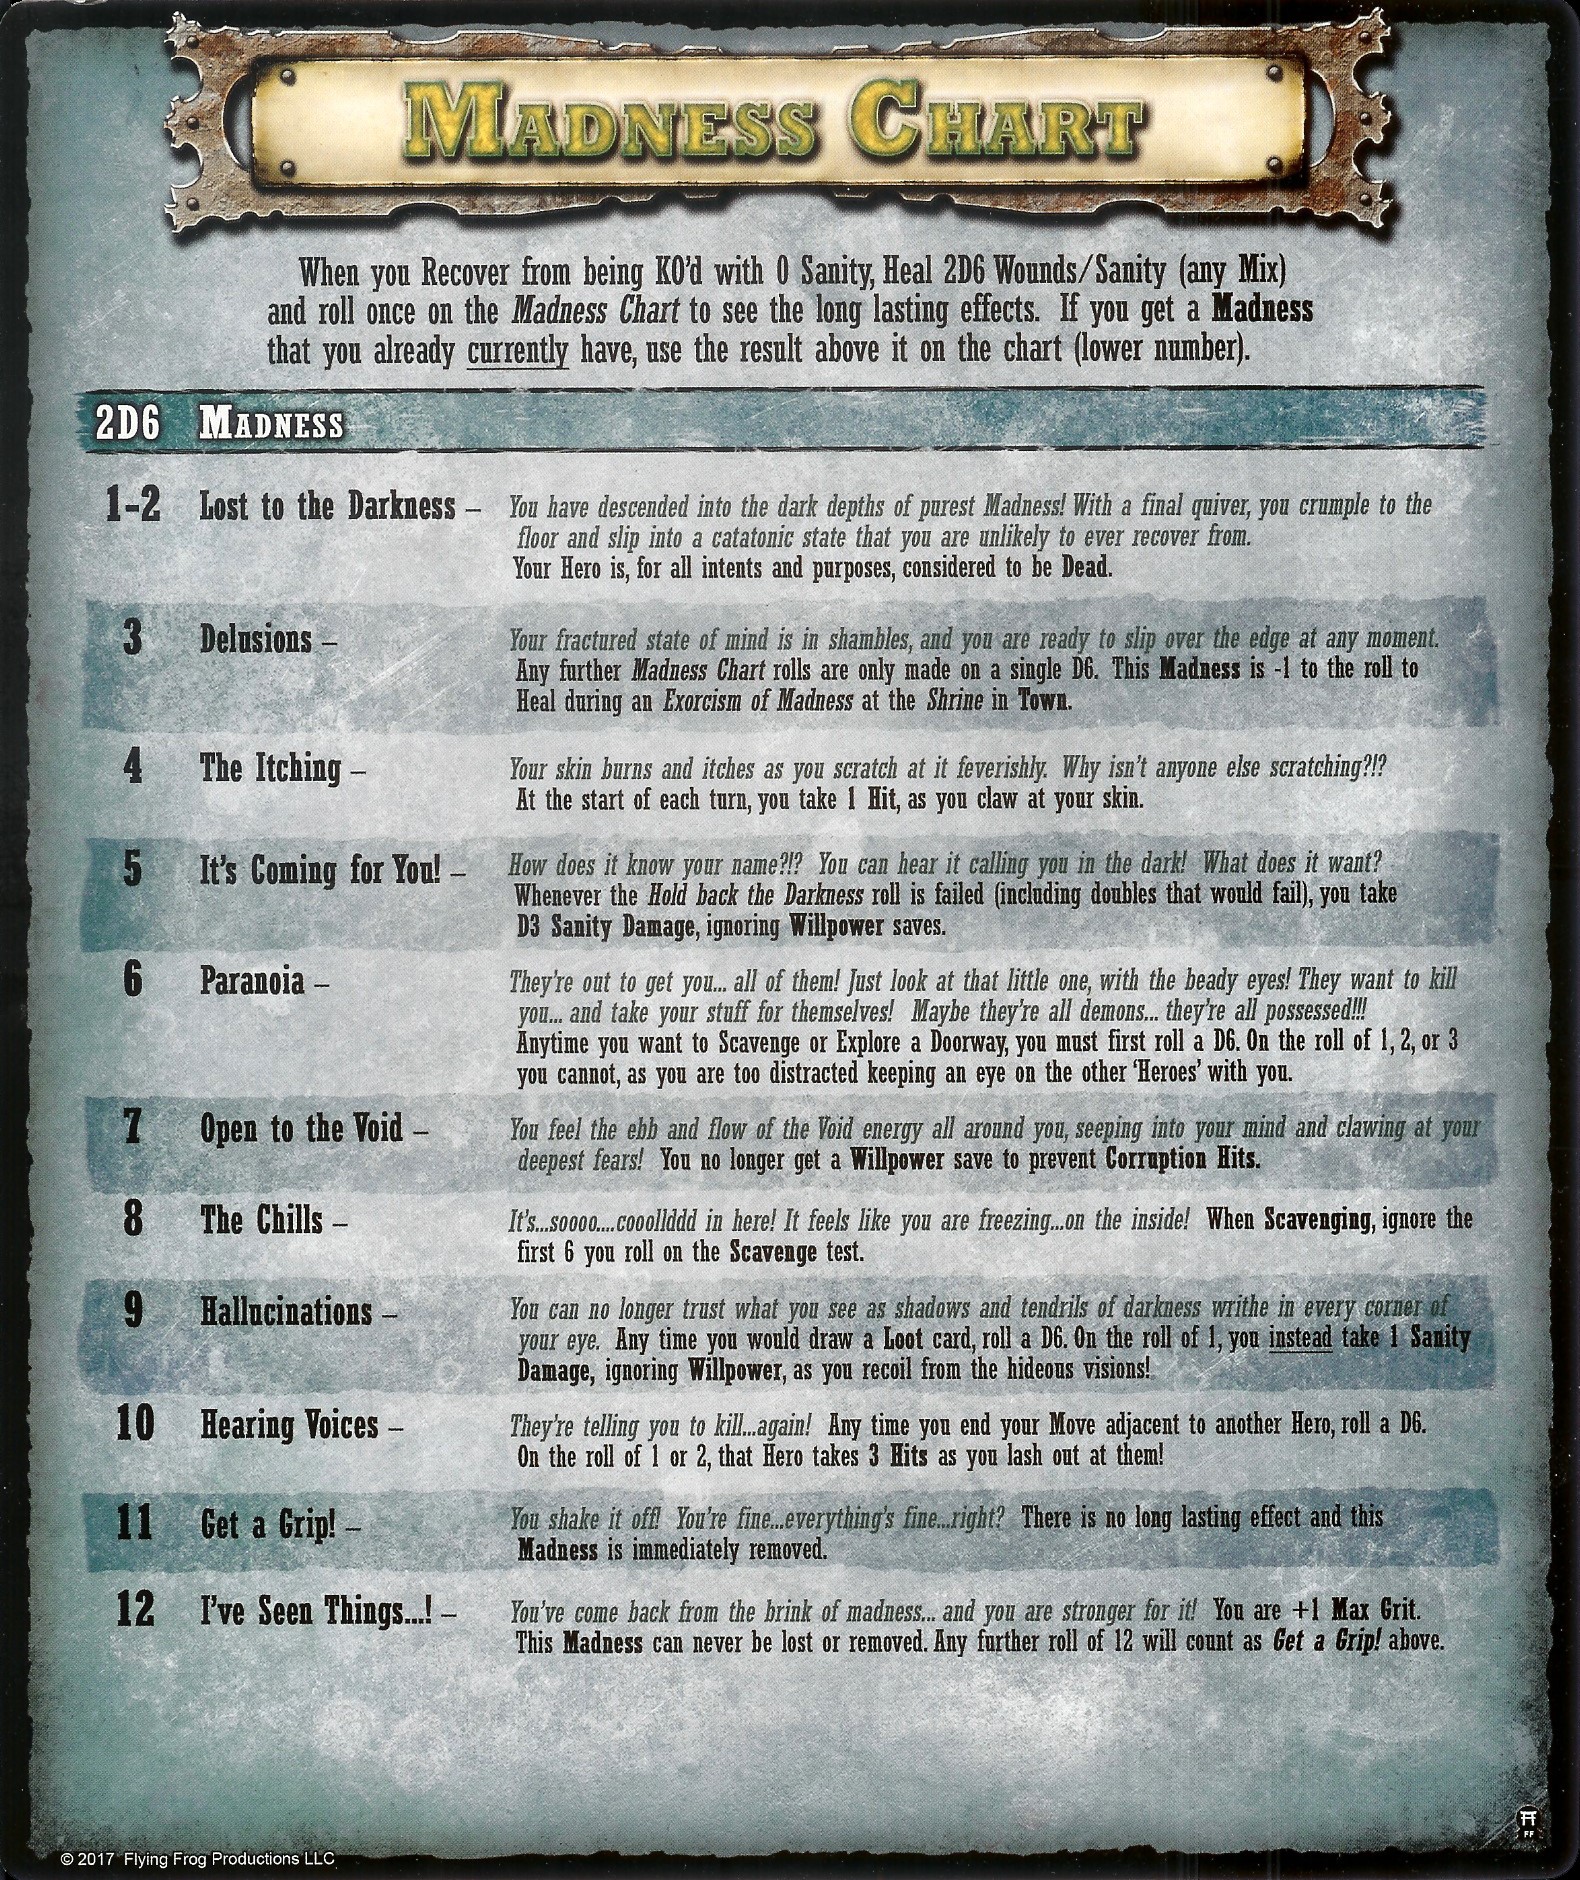 Madness Chart
When you Recover from being KO'd with 0 Sanity, Heal 2D6 Wounds/Sanity (any Mix)
and roll once on the Madness Chart to see the long lasting effects. If you get a Madness
that you already currently have, use the result above it on the chart (lower number).
2D6 Madness
1-2 Lost to the Darkness – You have descended into the dark depths of purest Madness! With a final quiver, you crumple to the
floor and slip into a catatonic state that you are unlikely to ever recover from.
Your Hero is, for all intents and purposes, considered to be Dead.
3 Delusions – Your fractured state of mind is in shambles, and you are ready to slip over the edge at any moment.
Any further Madness Chart rolls are only made on a single D6. This Madness is -1 to the roll to
Heal during an Exorcism of Madness at the Shrine in Town.
4 The Itching – Your skin burns and itches as you scratch at it feverishly. Why isn't anyone else scratching?!?
At the start of each turn, you take 1 Hit, as you claw at your skin.
5 It's Coming for You! – How does it know your name?!? You can hear it calling you in the dark! What does it want?
Whenever the Hold back the Darkness roll is failed (including doubles that would fail), you take
D3 Sanity Damage, ignoring Willpower saves.
6 Paranoia – They're out to get you... all of them! Just look at that little one, with the beady eyes! They want to kill
you... and take your stuff for themselves! Maybe they're all demons... they're all possessed!!!
Anytime you want to Scavenge or Explore a Doorway, you must first roll a D6. On the roll of 1, 2, or 3
you cannot, as you are too distracted keeping an eye on the other 'Heroes' with you.
7 Open to the Void – You feel the ebb and flow of the Void energy all around you, seeping into your mind and clawing at your
deepest fears! You no longer get a Willpower save to prevent Corruption Hits.
8 The Chills – It's...soooo....cooollddd in here! It feels like you are freezing...on the inside! When Scavenging, ignore the
first 6 you roll on the Scavenge test.
9 Hallucinations – You can no longer trust what you see as shadows and tendrils of darkness writhe in every corner of
your eye. Any time you would draw a Loot card, roll a D6. On the roll of 1, you instead take 1 Sanity
Damage, ignoring Willpower, as you recoil from the hideous visions!
10 Hearing Voices – They're telling you to kill...again! Any time you end your Move adjacent to another Hero, roll a D6.
On the roll of 1 or 2, that Hero takes 3 Hits as you lash out at them!
11 Get a Grip! – You shake it off! You're fine...everything's fine...right? There is no long lasting effect and this
Madness is immediately removed.
12 I've Seen Things...! – You've come back from the brink of madness... and you are stronger for it! You are +1 Max Grit.
This Madness can never be lost or removed. Any further roll of 12 will count as Get a Grip! above.
FF
© 2017 Flying Frog Productions LLC